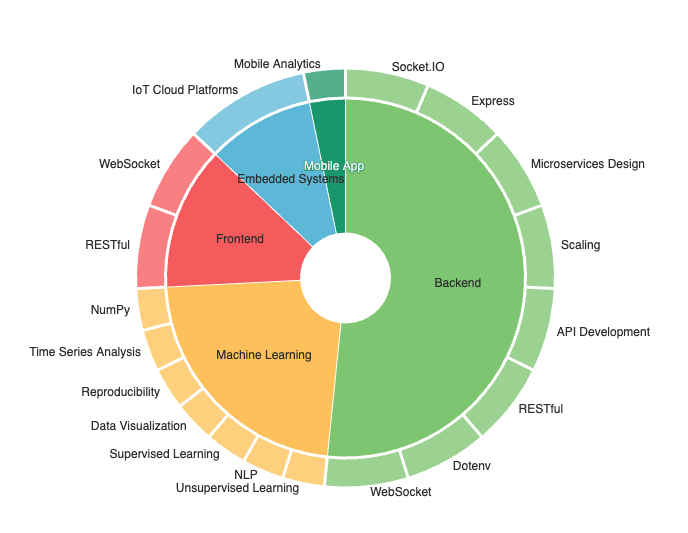 Mobile Analytics
Socket.IO
IoT Cloud Platforms
Express
WebSocket
Microservices Design
Mobile App
Embedded Systems
Frontend
RESTful
Scaling
Backend
NumPy
API Development
Time Series Analysis
Machine Learning
Reproducibility
RESTful
Data Visualization
Supervised Learning
Dotenv
NLP
Unsupervised Learning
WebSocket